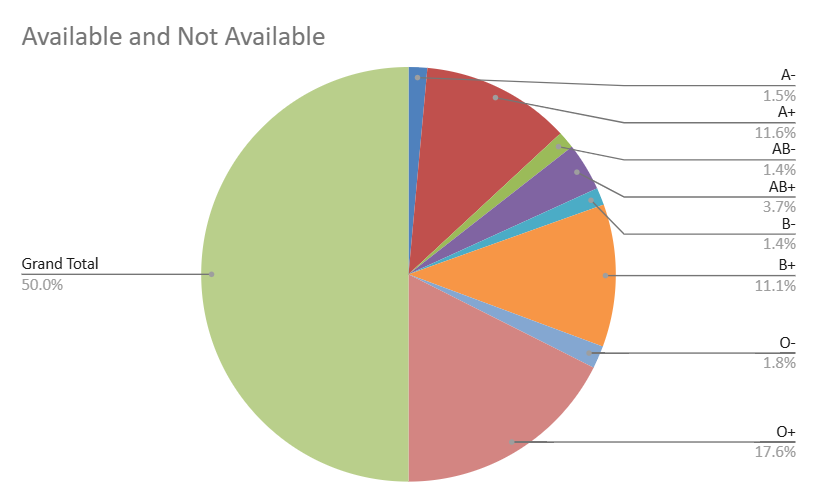 Available and Not Available
A-
1.5%
A+
11.6%
AB-
1.4%
AB+
3.7%
B-
1.4%
Grand Total
50.0%
B+
11.1%
O-
1.8%
O+
17.6%